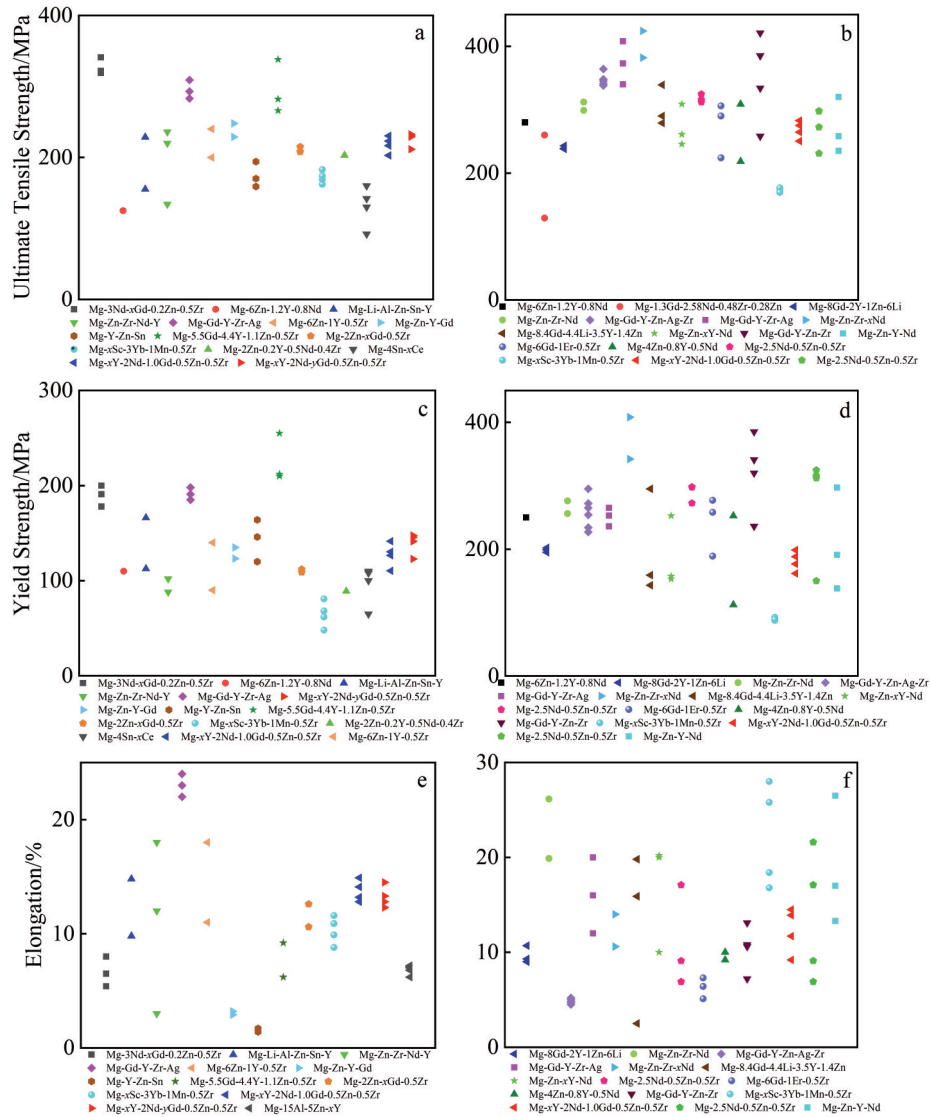 400
300
200
100
0
Ultimate Tensile Strength/MPa
a
Mg-3Nd-xGd-0.2Zn-0.5Zr Mg-6Zn-1.2Y-0.8Nd Mg-Li-Al-Zn-Sn-Y
Mg-Zn-Zr-Nd-Y Mg-Gd-Y-Zr-Ag Mg-6Zn-1Y-0.5Zr Mg-Zn-Y-Gd
Mg-Y-Zn-Sn Mg-5.5Gd-4.4Y-1.1Zn-0.5Zr Mg-2Zn-xGd-0.5Zr
Mg-xSc-3Yb-1Mn-0.5Zr Mg-2Zn-0.2Y-0.5Nd-0.4Zr Mg-4Sn-xCe
Mg-xY-2Nd-1.0Gd-0.5Zn-0.5Zr Mg-xY-2Nd-yGd-0.5Zn-0.5Zr
400
200
0
b
Mg-6Zn-1.2Y-0.8Nd Mg-1.3Gd-2.58Nd-0.48Zr-0.28Zn Mg-8Gd-2Y-1Zn-6Li
Mg-Zn-Zr-Nd Mg-Gd-Y-Zn-Ag-Zr Mg-Gd-Y-Zr-Ag Mg-Zn-Zr-xNd
Mg-8.4Gd-4.4Li-3.5Y-1.4Zn Mg-Zn-xY-Nd Mg-Gd-Y-Zn-Zr Mg-Zn-Y-Nd
Mg-6Gd-1Er-0.5Zr Mg-4Zn-0.8Y-0.5Nd Mg-2.5Nd-0.5Zn-0.5Zr
Mg-xSc-3Yb-1Mn-0.5Zr Mg-xY-2Nd-1.0Gd-0.5Zn-0.5Zr Mg-2.5Nd-0.5Zn-0.5Zr
300
200
100
0
Yield Strength/MPa
c
Mg-3Nd-xGd-0.2Zn-0.5Zr Mg-6Zn-1.2Y-0.8Nd Mg-Li-Al-Zn-Sn-Y
Mg-Zn-Zr-Nd-Y Mg-Gd-Y-Zr-Ag Mg-xY-2Nd-yGd-0.5Zn-0.5Zr
Mg-Zn-Y-Gd Mg-Y-Zn-Sn Mg-5.5Gd-4.4Y-1.1Zn-0.5Zr
Mg-2Zn-xGd-0.5Zr Mg-xSc-3Yb-1Mn-0.5Zr Mg-2Zn-0.2Y-0.5Nd-0.4Zr
Mg-4Sn-xCe Mg-xY-2Nd-1.0Gd-0.5Zn-0.5Zr Mg-6Zn-1Y-0.5Zr
400
200
0
d
Mg-6Zn-1.2Y-0.8Nd Mg-8Gd-2Y-1Zn-6Li Mg-Zn-Zr-Nd Mg-Gd-Y-Zn-Ag-Zr
Mg-Gd-Y-Zr-Ag Mg-Zn-Zr-xNd Mg-8.4Gd-4.4Li-3.5Y-1.4Zn Mg-Zn-xY-Nd
Mg-2.5Nd-0.5Zn-0.5Zr Mg-6Gd-1Er-0.5Zr Mg-4Zn-0.8Y-0.5Nd
Mg-Gd-Y-Zn-Zr Mg-xSc-3Yb-1Mn-0.5Zr Mg-xY-2Nd-1.0Gd-0.5Zn-0.5Zr
Mg-2.5Nd-0.5Zn-0.5Zr Mg-Zn-Y-Nd
20
10
0
Elongation/%
e
Mg-3Nd-xGd-0.2Zn-0.5Zr Mg-Li-Al-Zn-Sn-Y Mg-Zn-Zr-Nd-Y
Mg-Gd-Y-Zr-Ag Mg-6Zn-1Y-0.5Zr Mg-Zn-Y-Gd
Mg-Y-Zn-Sn Mg-5.5Gd-4.4Y-1.1Zn-0.5Zr Mg-2Zn-xGd-0.5Zr
Mg-xSc-3Yb-1Mn-0.5Zr Mg-xY-2Nd-1.0Gd-0.5Zn-0.5Zr
Mg-xY-2Nd-yGd-0.5Zn-0.5Zr Mg-15Al-5Zn-xY
30
20
10
0
f
Mg-8Gd-2Y-1Zn-6Li Mg-Zn-Zr-Nd Mg-Gd-Y-Zn-Ag-Zr
Mg-Gd-Y-Zr-Ag Mg-Zn-Zr-xNd Mg-8.4Gd-4.4Li-3.5Y-1.4Zn
Mg-Zn-xY-Nd Mg-2.5Nd-0.5Zn-0.5Zr Mg-6Gd-1Er-0.5Zr
Mg-4Zn-0.8Y-0.5Nd Mg-Gd-Y-Zn-Zr Mg-xSc-3Yb-1Mn-0.5Zr
Mg-xY-2Nd-1.0Gd-0.5Zn-0.5Zr Mg-2.5Nd-0.5Zn-0.5Zr Mg-Zn-Y-Nd